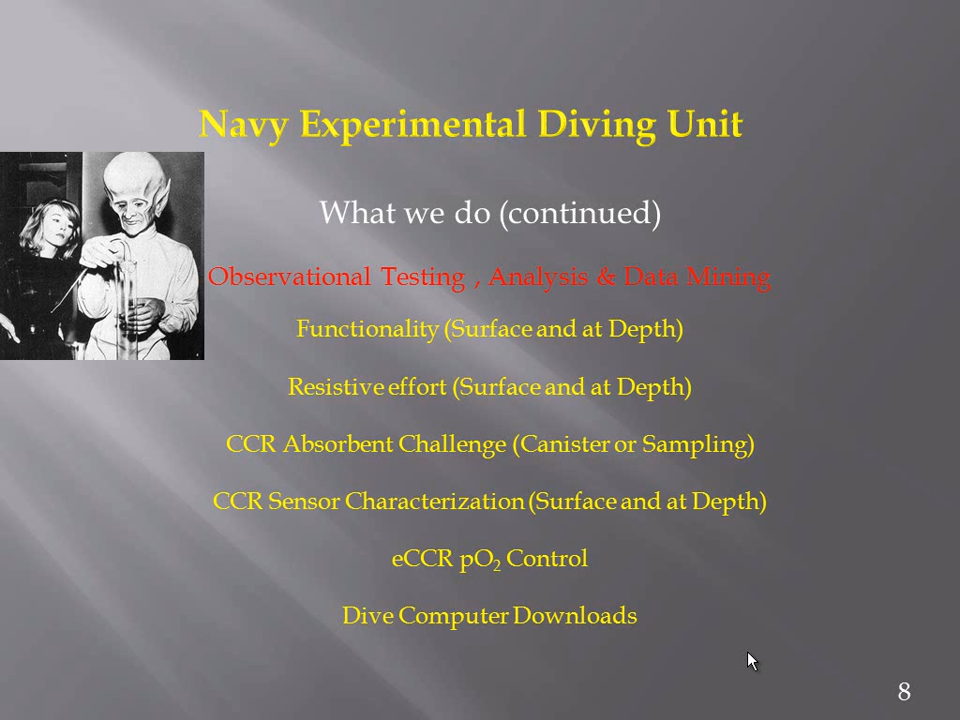 Navy Experimental Diving Unit
What we do (continued)
Observational Testing , Analysis & Data Mining
Functionality (Surface and at Depth)
Resistive effort (Surface and at Depth)
CCR Absorbent Challenge (Canister or Sampling)
CCR Sensor Characterization (Surface and at Depth)
eCCR pO₂ Control
Dive Computer Downloads
8